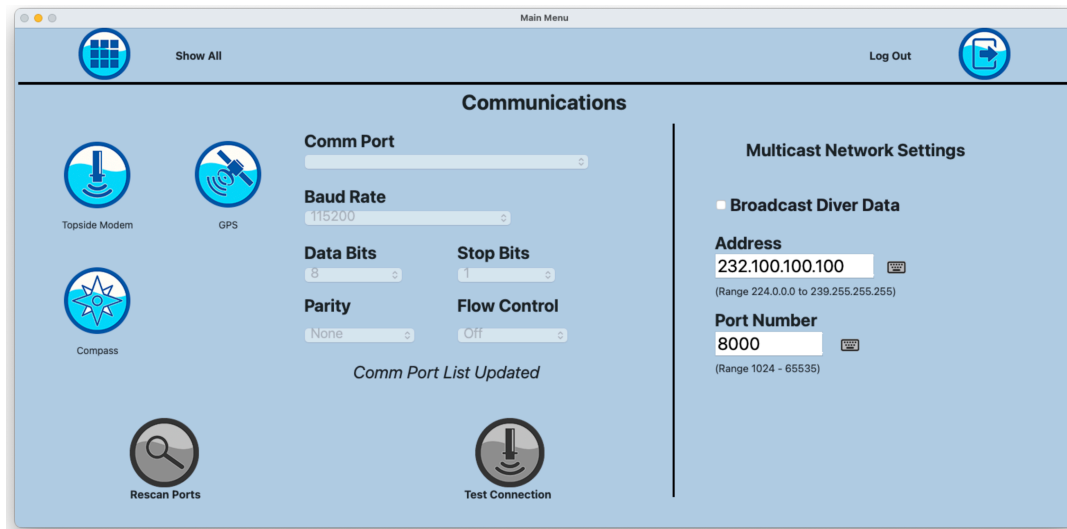 Main Menu
Show All
Log Out
Communications
Topside Modem
GPS
Compass
Comm Port
Baud Rate
115200
Data Bits
Stop Bits
8
1
Parity
Flow Control
None
Off
Comm Port List Updated
Rescan Ports
Test Connection
Multicast Network Settings
Broadcast Diver Data
Address
232.100.100.100
(Range 224.0.0.0 to 239.255.255.255)
Port Number
8000
(Range 1024 - 65535)